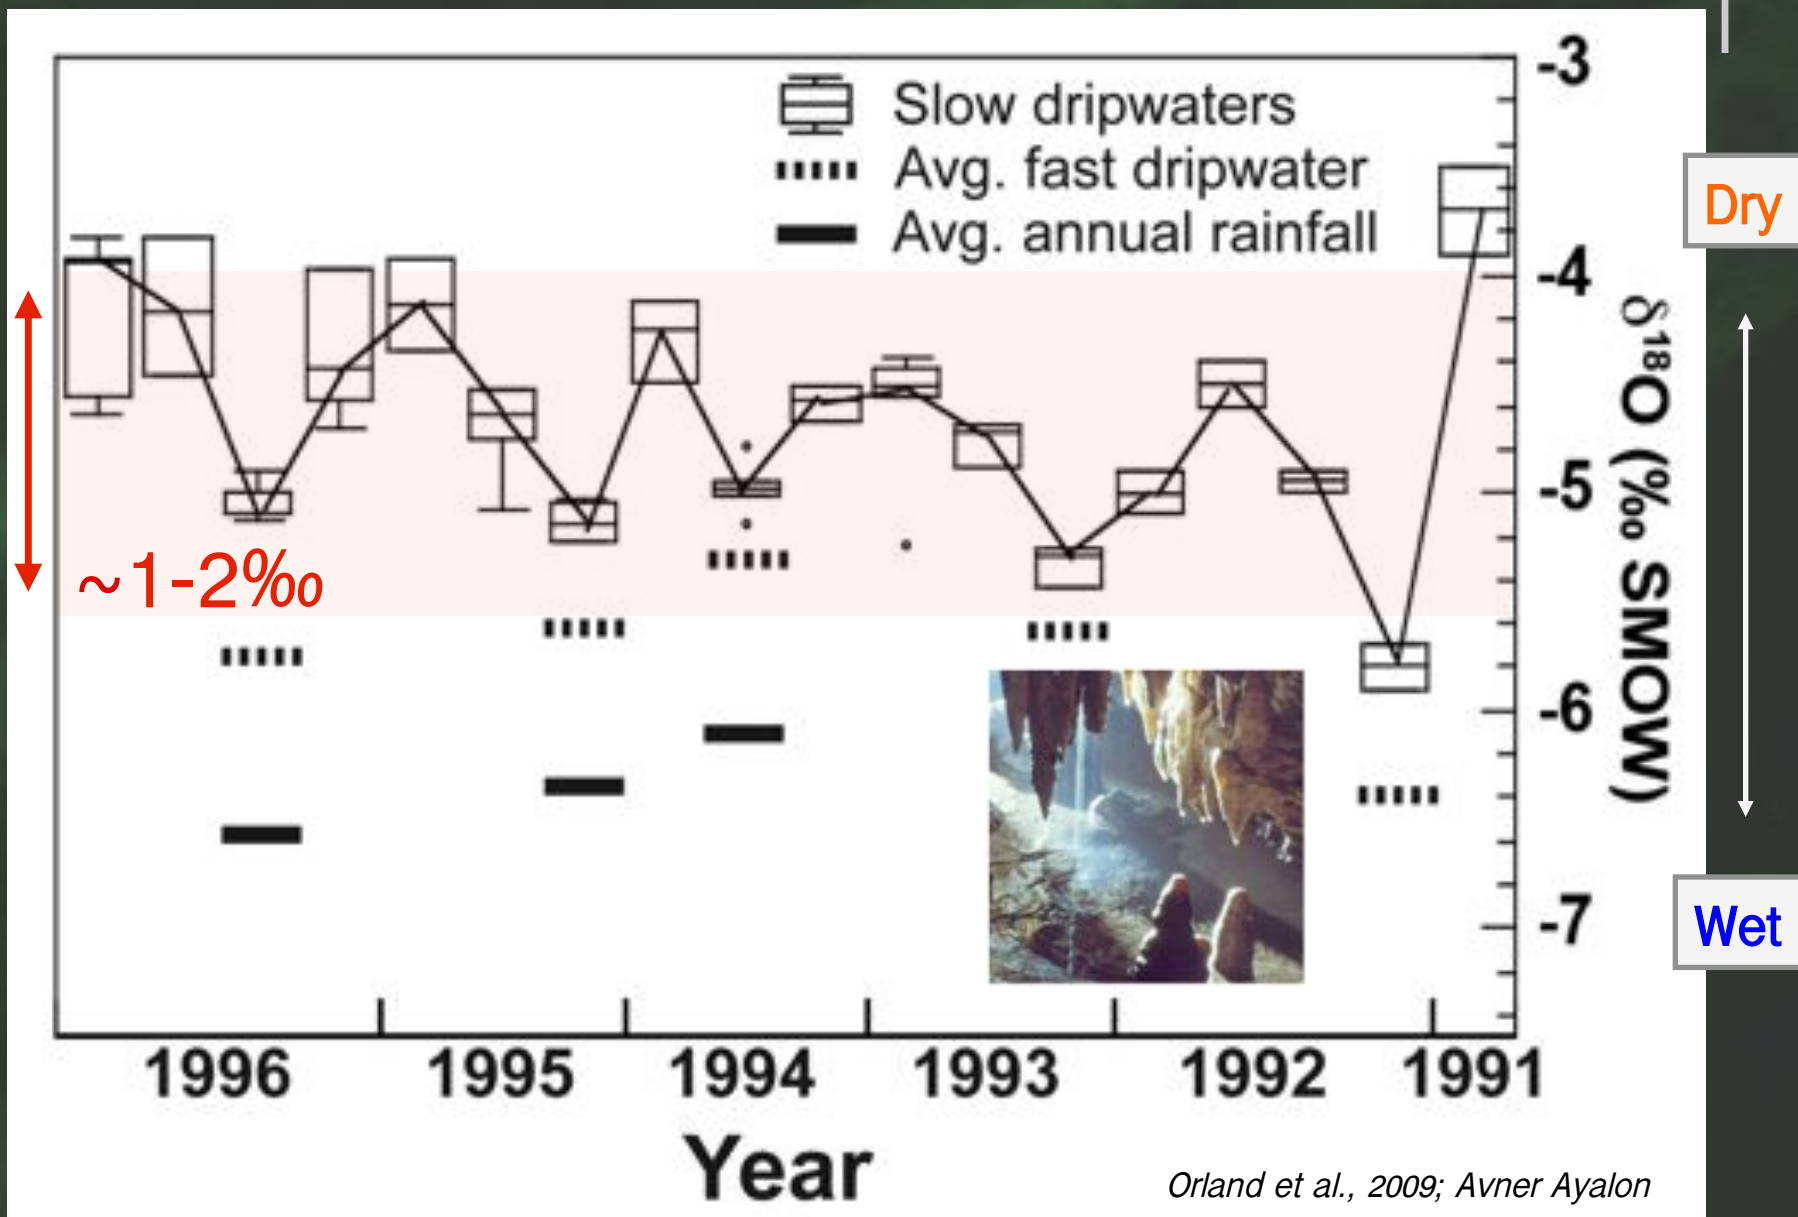 Slow dripwaters
Avg. fast dripwater
Avg. annual rainfall
-3
-4
-5
-6
-7
δ¹⁸O (‰ SMOW)
Dry
Wet
~1-2‰
1996 1995 1994 1993 1992 1991
Year
Orland et al., 2009; Avner Ayalon